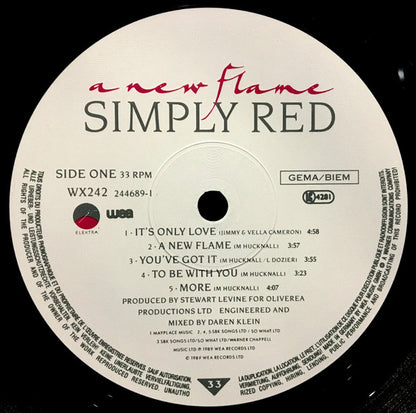 a new flame
SIMPLY RED
SIDE ONE 33 RPM
WX242 244689-1
GEMA/BIEM
LC 4281
ELEKTRA
wea
1 - IT'S ONLY LOVE (JIMMY & VELLA CAMERON) 4:58
2 - A NEW FLAME (M HUCKNALL) 3:57
3 - YOU'VE GOT IT (M HUCKNALL/L DOZIER) 3:55
4 - TO BE WITH YOU (M HUCKNALL) 3:23
5 - MORE (M HUCKNALL) 4:07
PRODUCED BY STEWART LEVINE FOR OLIVEREA
PRODUCTIONS LTD ENGINEERED AND
MIXED BY DAREN KLEIN
1 MAYPLACE MUSIC 2, 4, 5 SBK SONGS LTD/SO WHAT LTD
3 SBK SONGS LTD/SO WHAT LTD/WARNER CHAPPELL
MUSIC LTD ℗ 1989 WEA RECORDS LTD
© 1989 WEA RECORDS LTD
33
ALL RIGHTS OF THE PRODUCER AND OF THE OWNER OF THE WORK REPRODUCED RESERVED. UNAUTHO
RIZED COPYING, HIRING, LENDING, PUBLIC PERFORMANCE AND BROADCASTING OF THIS RECORD PROHIBITED!